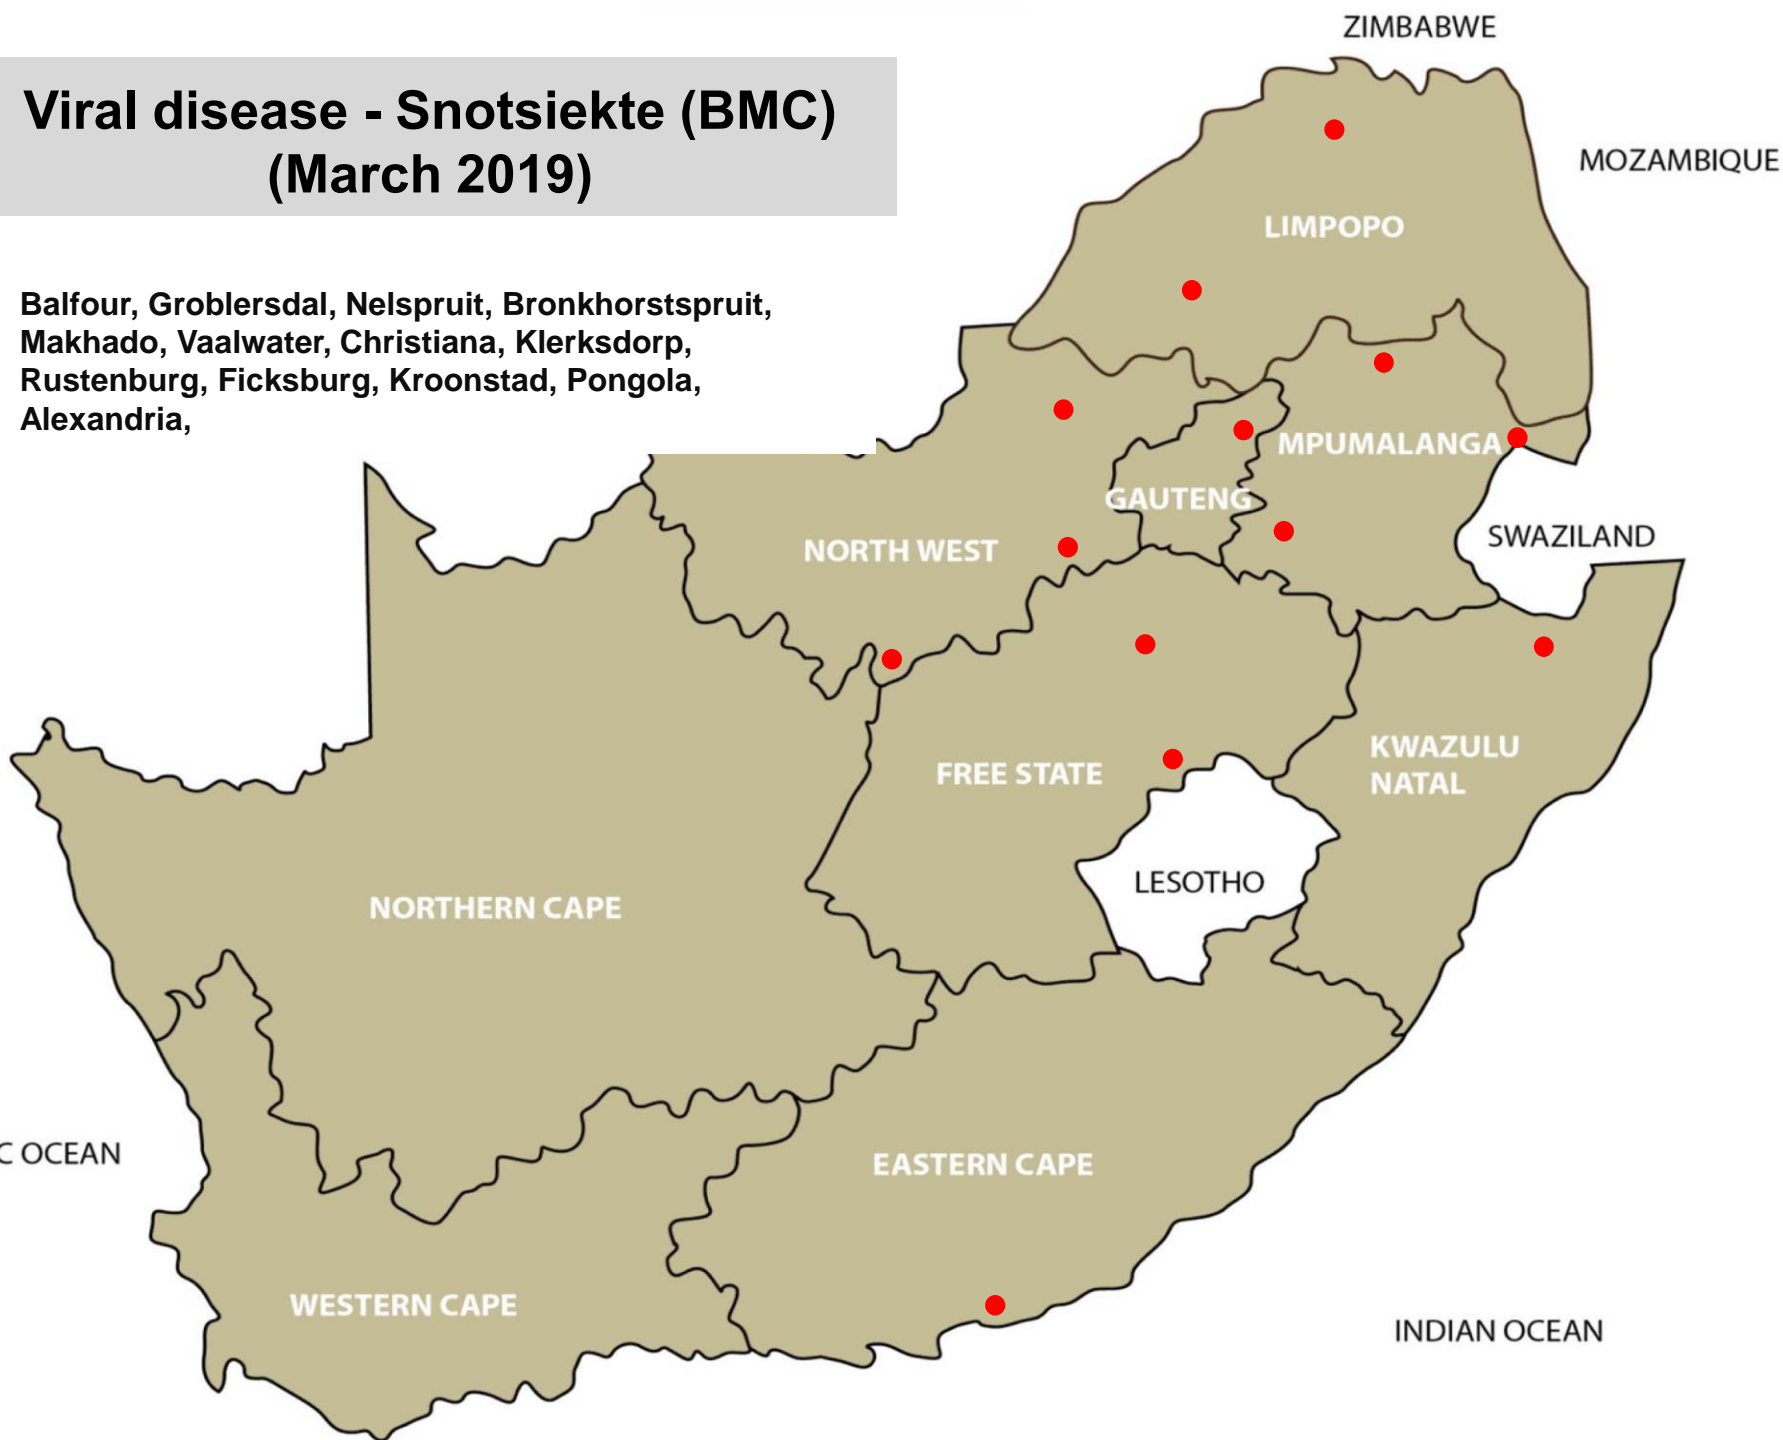 Viral disease - Snotsiekte (BMC)
(March 2019)
Balfour, Groblersdal, Nelspruit, Bronkhorstspruit,
Makhado, Vaalwater, Christiana, Klerksdorp,
Rustenburg, Ficksburg, Kroonstad, Pongola,
Alexandria,
ZIMBABWE
MOZAMBIQUE
LIMPOPO
MPUMALANGA
GAUTENG
NORTH WEST
SWAZILAND
KWAZULU
NATAL
FREE STATE
LESOTHO
NORTHERN CAPE
C OCEAN
EASTERN CAPE
WESTERN CAPE
INDIAN OCEAN